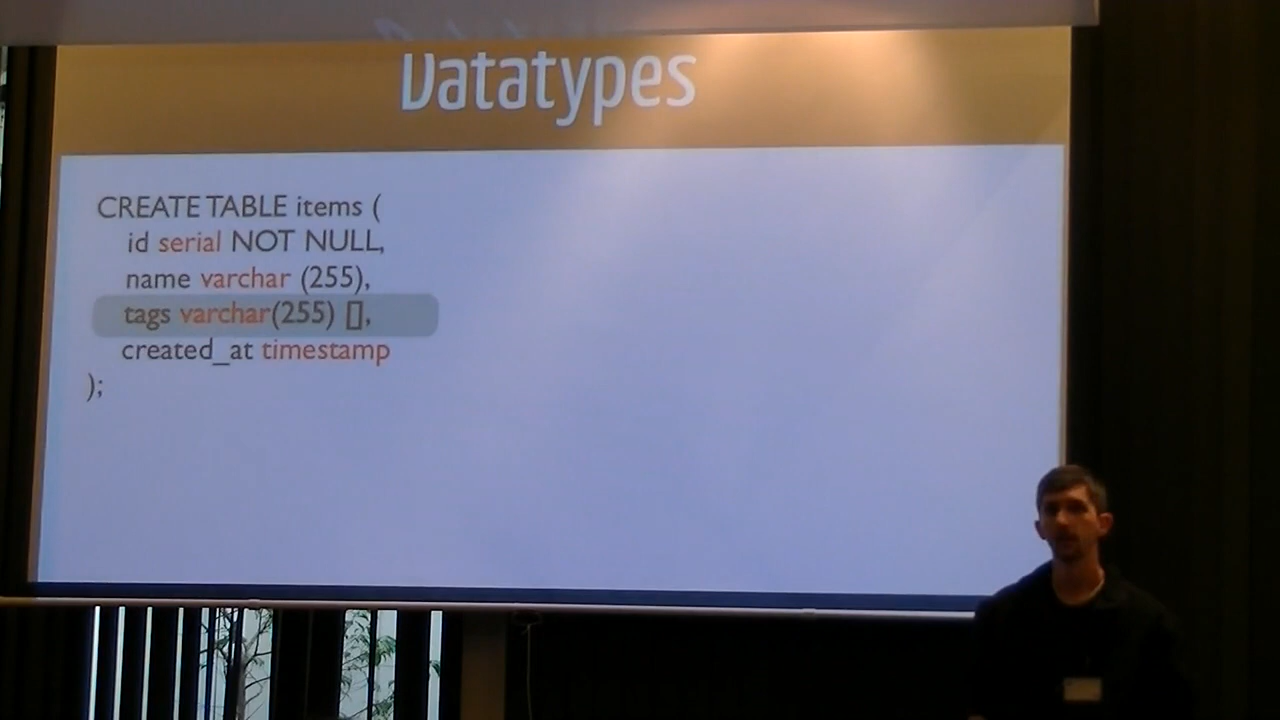 Datatypes
CREATE TABLE items (
id serial NOT NULL,
name varchar (255),
tags varchar(255) [],
created_at timestamp
);